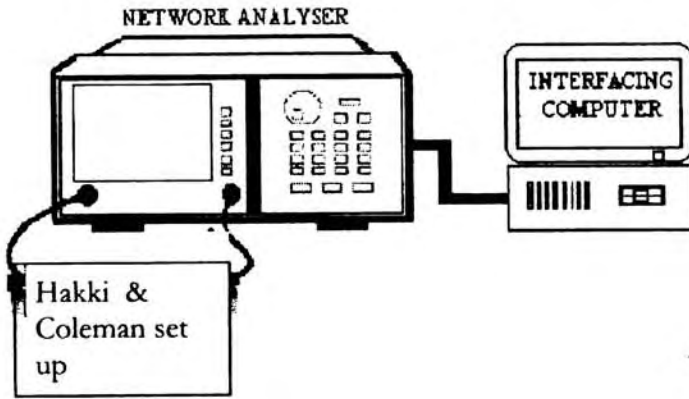 NETWORK ANALYSER
INTERFACING
COMPUTER
Hakki &
Coleman set
up